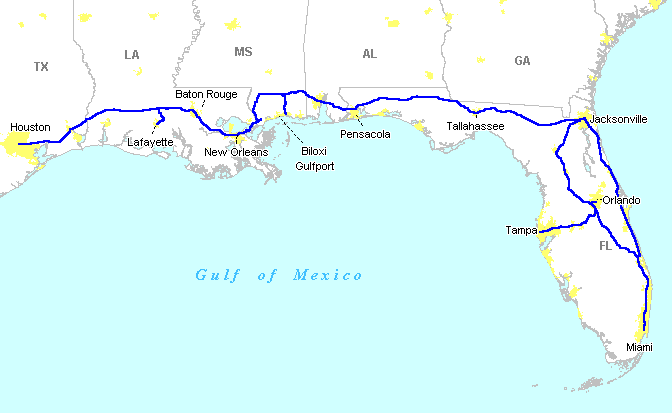 TX
LA
MS
AL
GA
Houston
Baton Rouge
Lafayette
New Orleans
Biloxi
Gulfport
Pensacola
Tallahassee
Jacksonville
Orlando
Tampa
FL
Gulf of Mexico
Miami